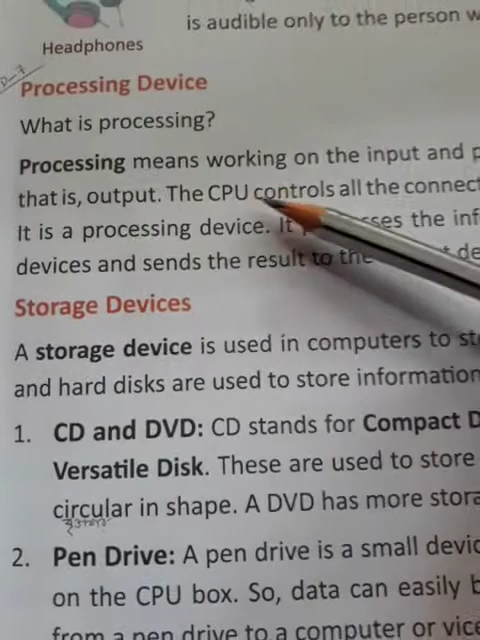 is audible only to the person w
Headphones
Processing Device
What is processing?
Processing means working on the input and p
that is, output. The CPU controls all the connect
It is a processing device. It sses the inf
devices and sends the result to the de
Storage Devices
A storage device is used in computers to st
and hard disks are used to store information
1. CD and DVD: CD stands for Compact D
Versatile Disk. These are used to store
circular in shape. A DVD has more stora
2. Pen Drive: A pen drive is a small devic
on the CPU box. So, data can easily b
from a pen drive to a computer or vice